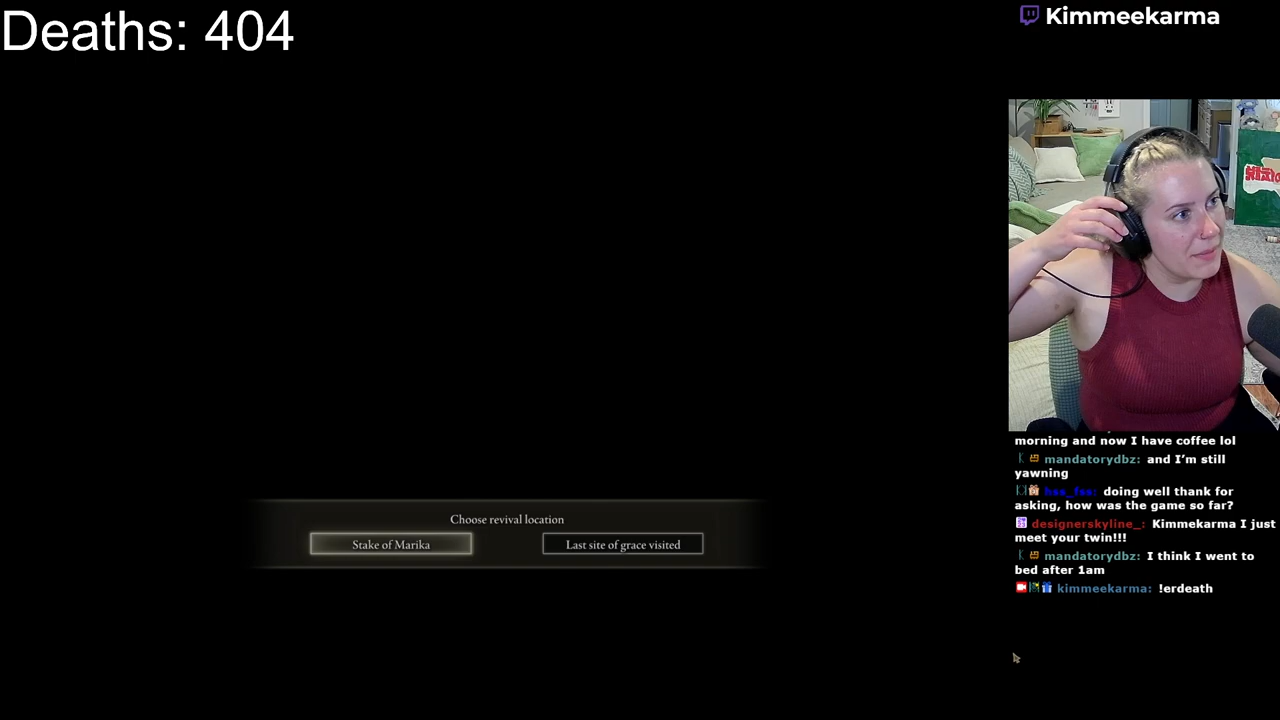 Deaths: 404
Kimmeekarma
Choose revival location
Stake of Marika
Last site of grace visited
morning and now I have coffee lol
mandatorydbz: and I'm still
yawning
doing well thank for
asking, how was the game so far?
designerskyline_: Kimmekarma I just
meet your twin!!!
mandatorydbz: I think I went to
bed after 1am
kimmeekarma: !erdeath